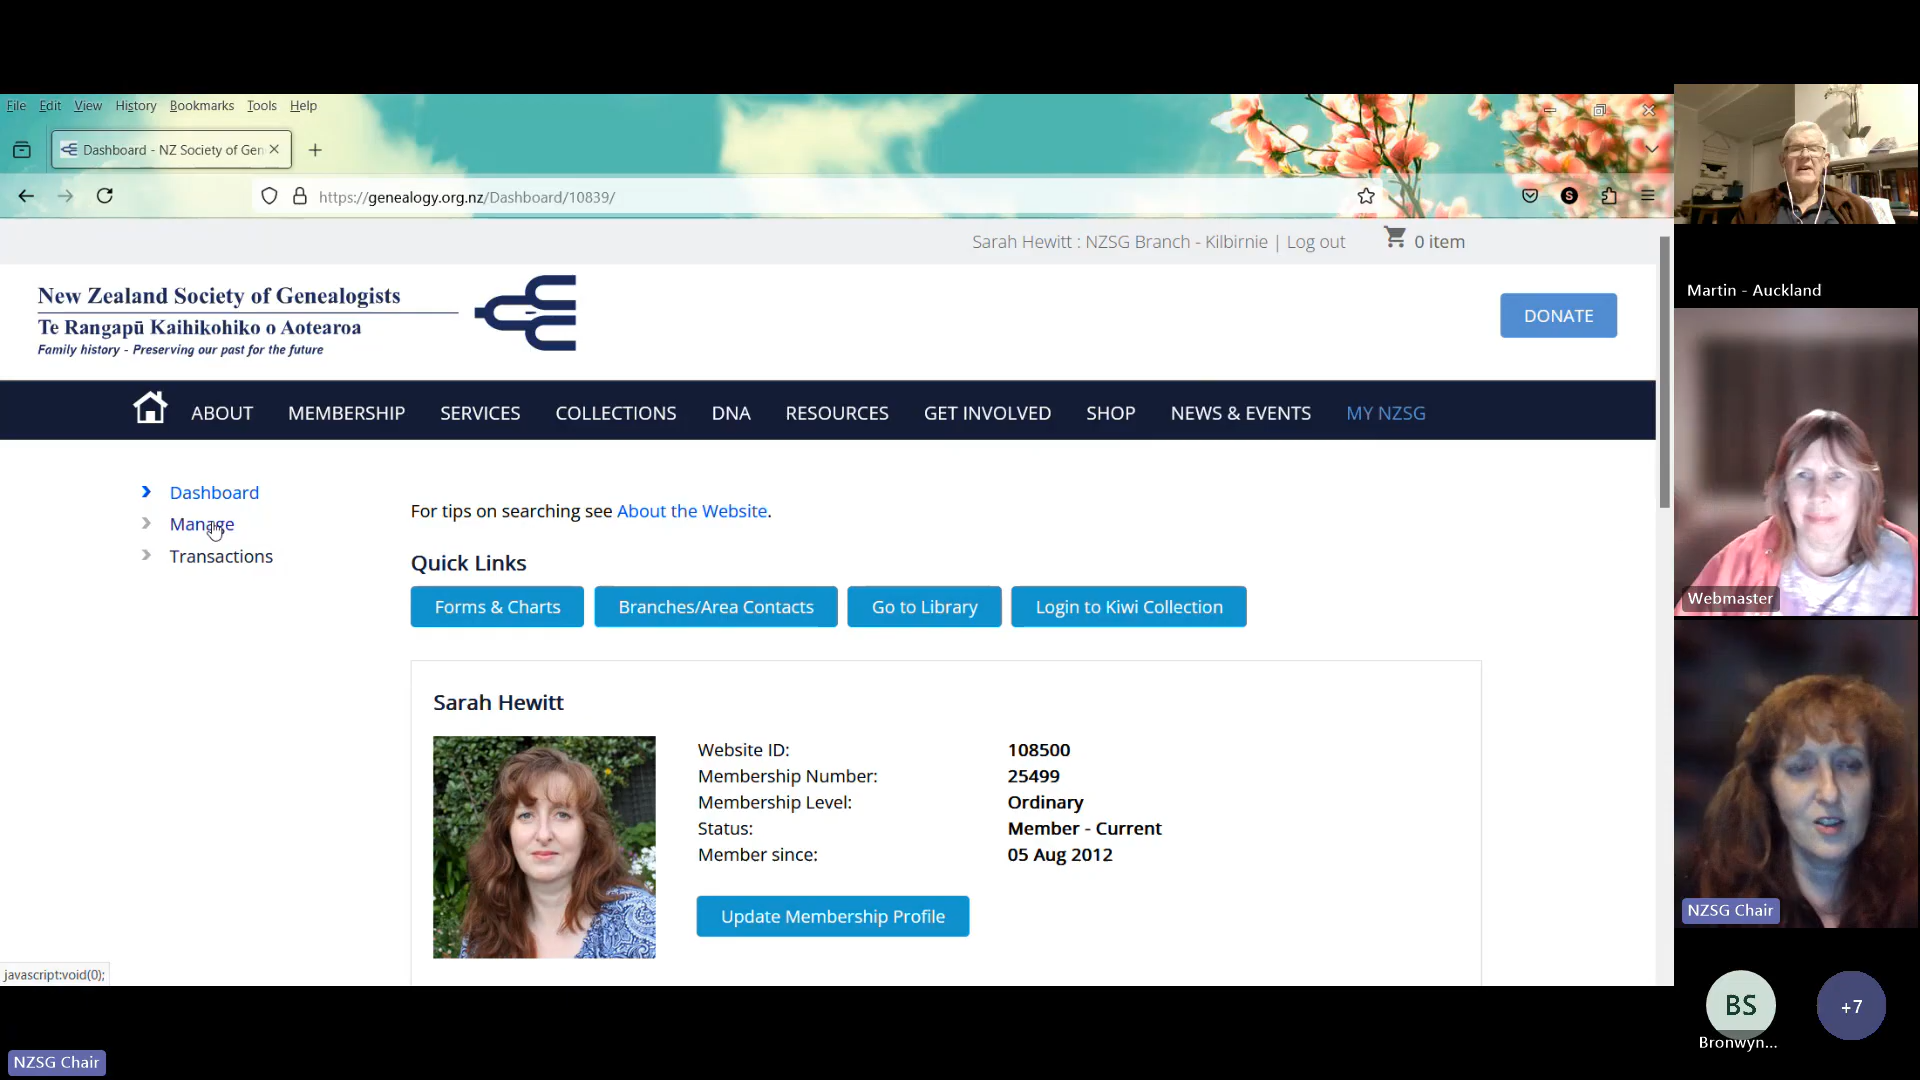 File Edit View History Bookmarks Tools Help
Dashboard - NZ Society of Gen
https://genealogy.org.nz/Dashboard/10839/
Sarah Hewitt : NZSG Branch - Kilbirnie | Log out 0 item
New Zealand Society of Genealogists
Te Rangapū Kaihikohiko o Aotearoa
Family history - Preserving our past for the future
DONATE
ABOUT MEMBERSHIP SERVICES COLLECTIONS DNA RESOURCES GET INVOLVED SHOP NEWS & EVENTS MY NZSG
Dashboard
Manage
Transactions
For tips on searching see About the Website.
Quick Links
Forms & Charts Branches/Area Contacts Go to Library Login to Kiwi Collection
Sarah Hewitt
Website ID: 108500
Membership Number: 25499
Membership Level: Ordinary
Status: Member - Current
Member since: 05 Aug 2012
Update Membership Profile
javascript:void(0);
NZSG Chair
Martin - Auckland
Webmaster
NZSG Chair
BS
+7
Bronwyn...